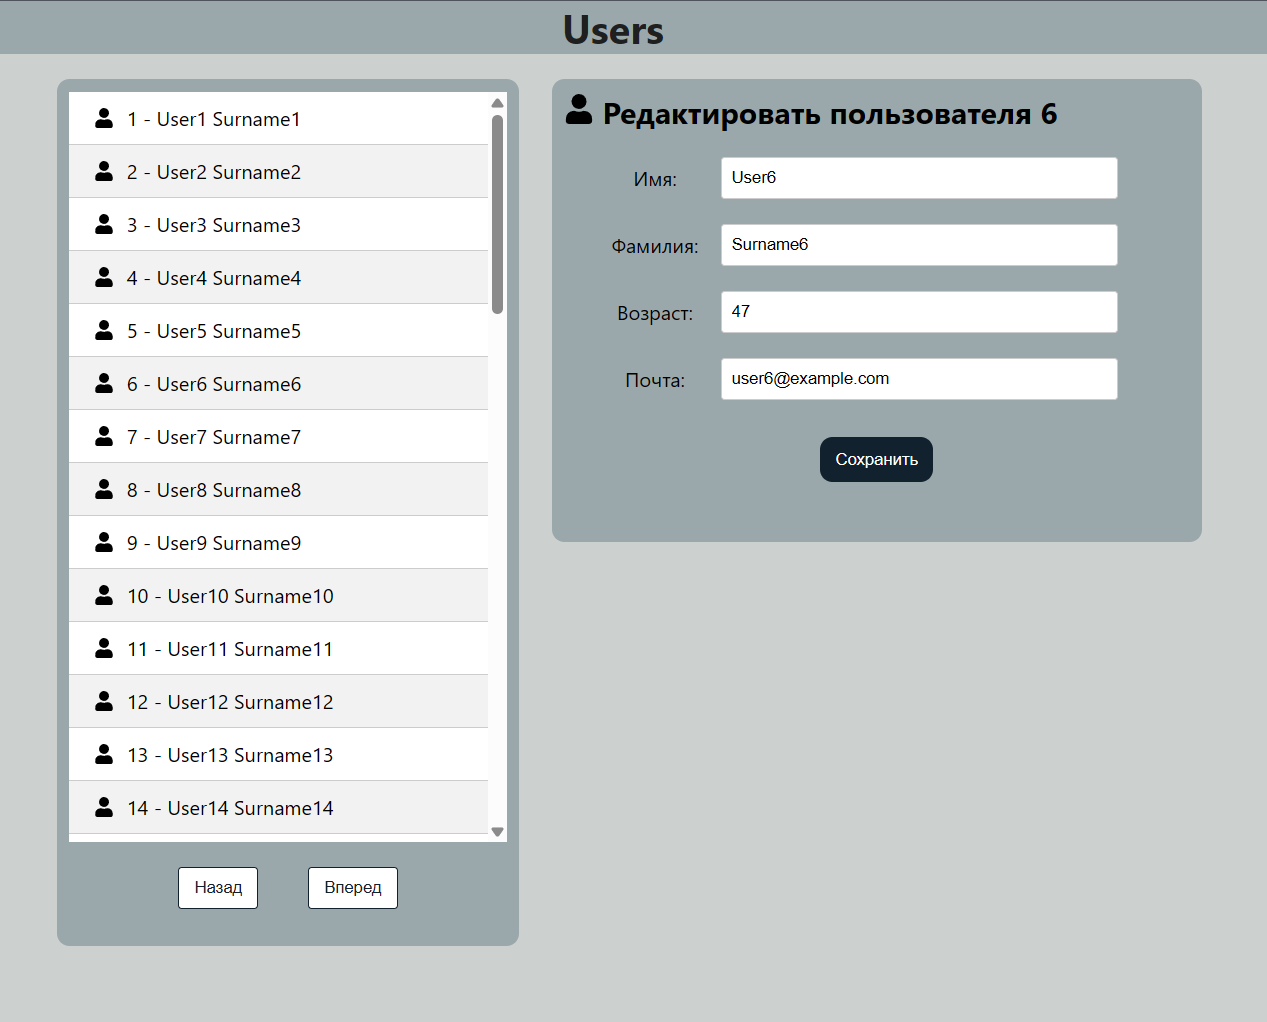 Users
1 - User1 Surname1
2 - User2 Surname2
3 - User3 Surname3
4 - User4 Surname4
5 - User5 Surname5
6 - User6 Surname6
7 - User7 Surname7
8 - User8 Surname8
9 - User9 Surname9
10 - User10 Surname10
11 - User11 Surname11
12 - User12 Surname12
13 - User13 Surname13
14 - User14 Surname14
Назад
Вперед
Редактировать пользователя 6
Имя: User6
Фамилия: Surname6
Возраст: 47
Почта: user6@example.com
Сохранить